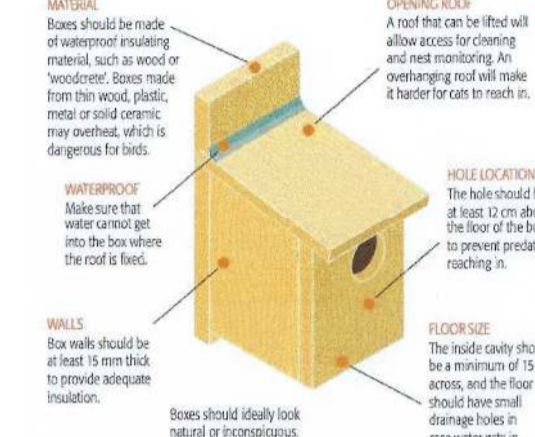 MATERIAL
Boxes should be made
of waterproof insulating
material, such as wood or
'woodcrete'. Boxes made
from thin wood, plastic,
metal or solid ceramic
may overheat, which is
dangerous for birds.
OPENING ROOF
A roof that can be lifted will
alllow access for cleaning
and nest monitoring. An
overhanging roof will make
it harder for cats to reach in.
WATERPROOF
Make sure that
water cannot get
into the box where
the roof is fixed.
HOLE LOCATION
The hole should
at least 12 cm
the floor of the
to prevent
reaching in.
WALLS
Box walls should be
at least 15 mm thick
to provide adequate
insulation.
FLOOR SIZE
The inside cavity
be a minimum of 15
across, and the floor
should have small
drainage holes in
Boxes should ideally look
natural or inconspicuous.